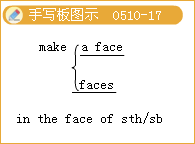 手写板图示 0510-17
make a face
faces
in the face of sth/sb